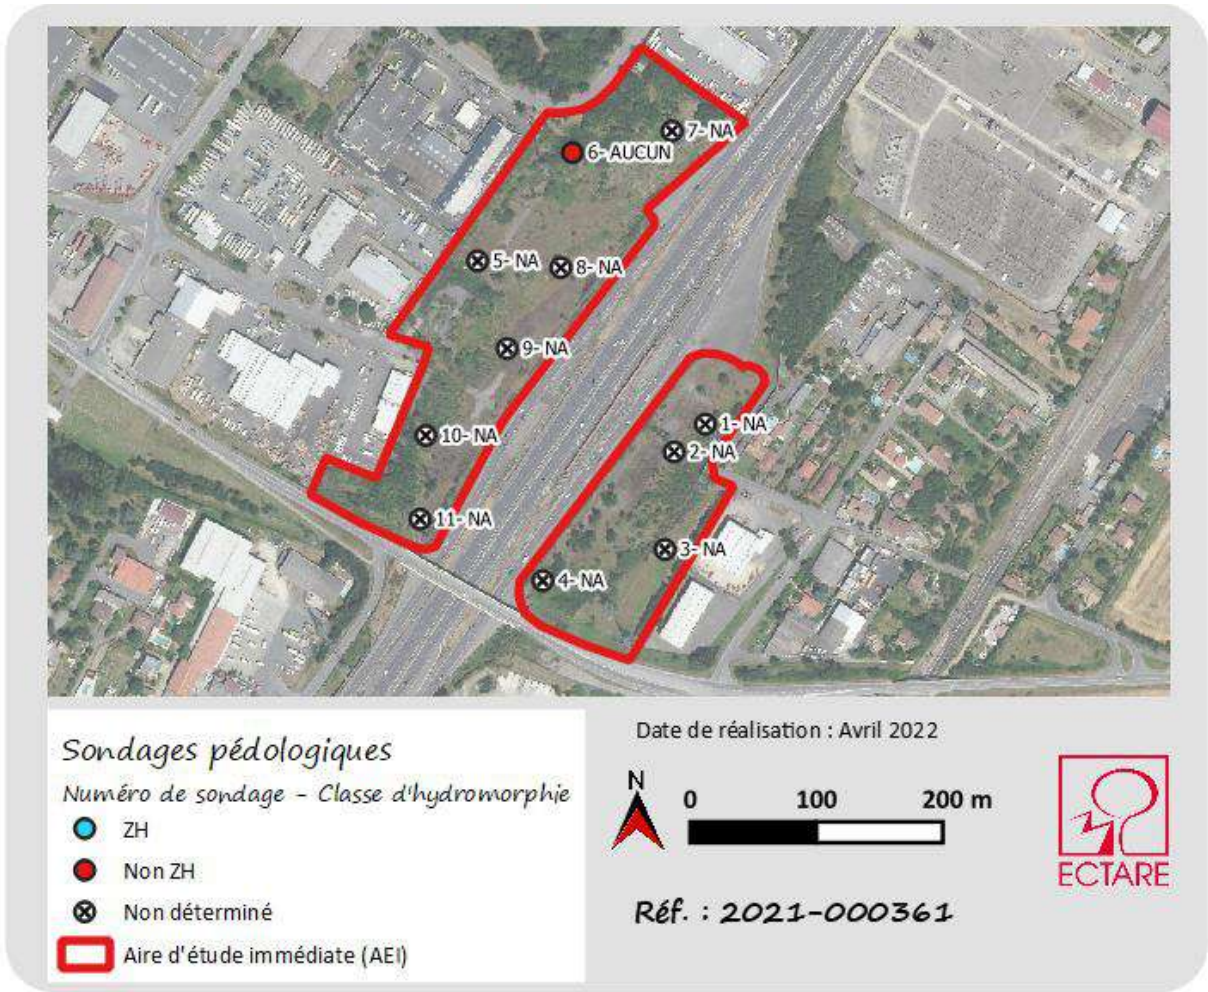 7- NA
6- AUCUN
5- NA
8- NA
9- NA
1- NA
10- NA
2- NA
11- NA
3- NA
4- NA
Sondages pédologiques
Numéro de sondage - Classe d'hydromorphie
ZH
Non ZH
Non déterminé
Aire d'étude immédiate (AEI)
Date de réalisation : Avril 2022
N
0 100 200 m
Réf. : 2021-000361
ECTARE